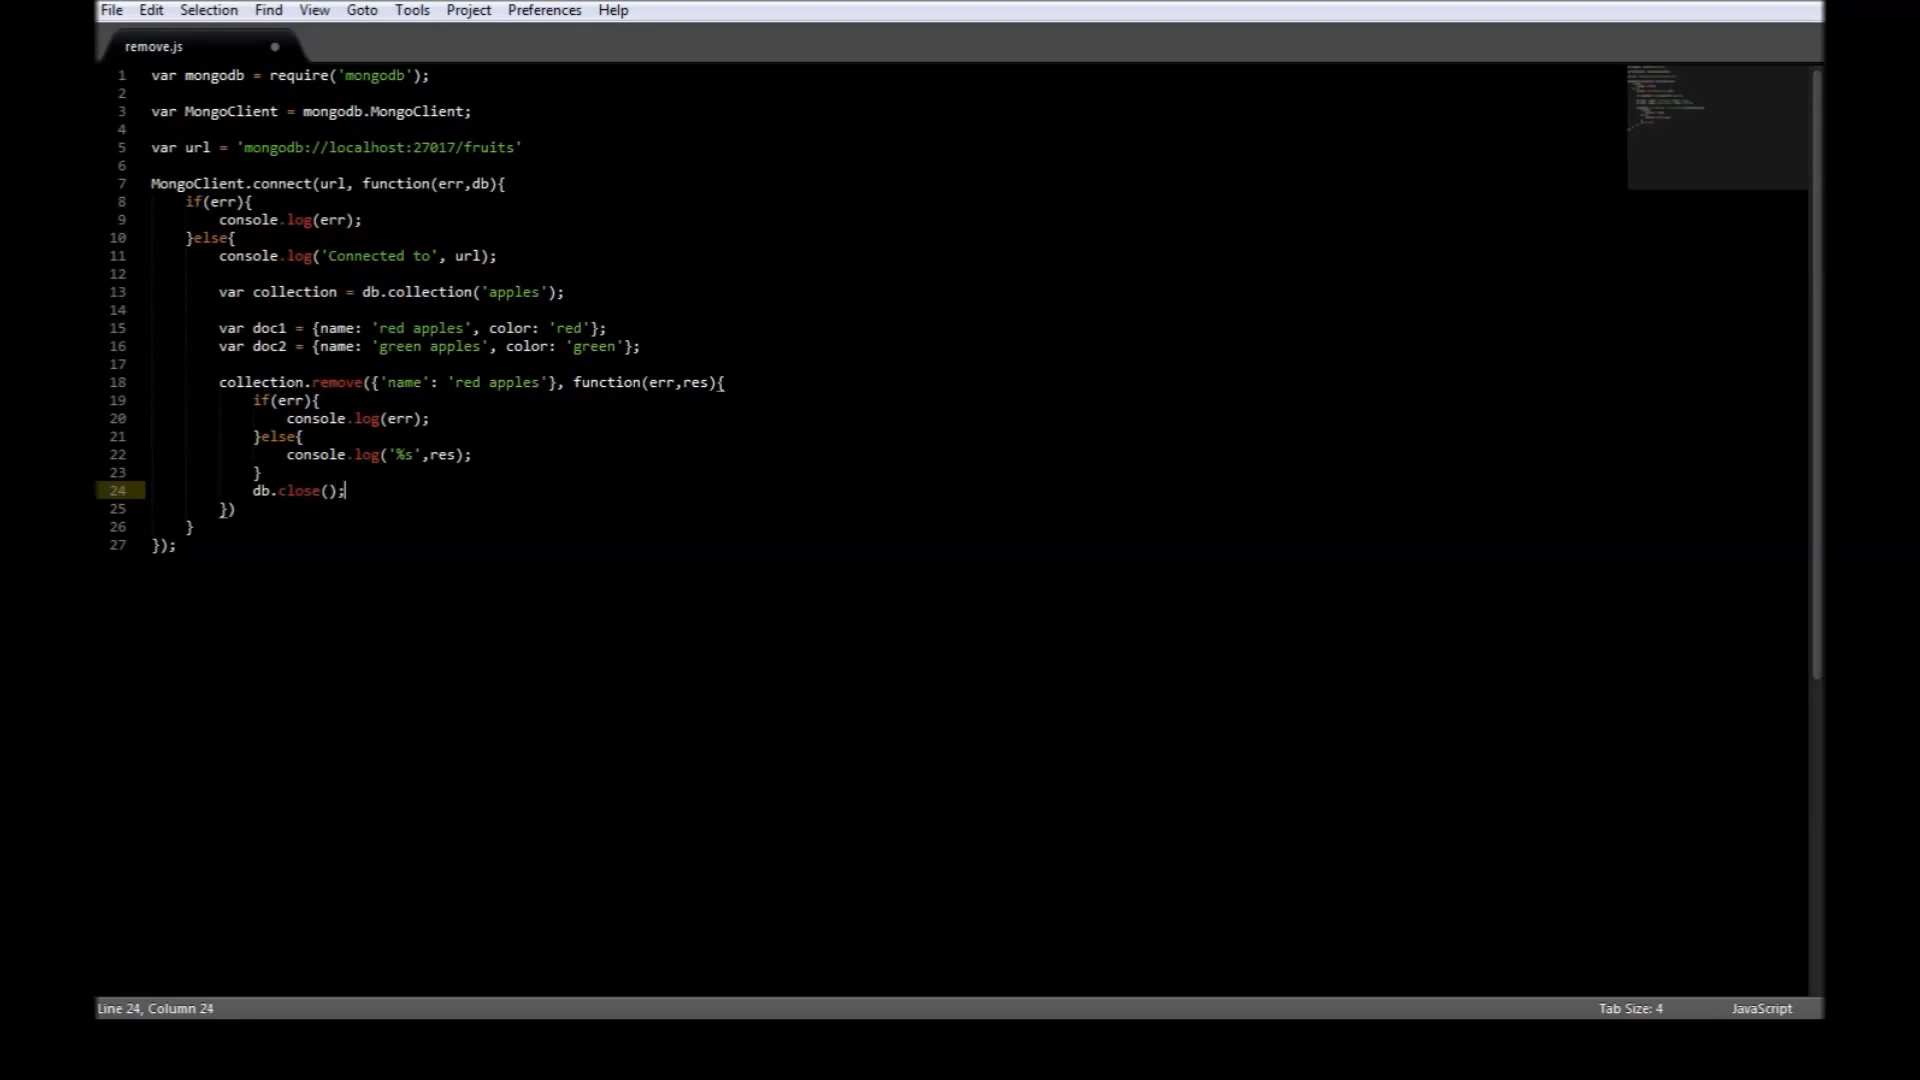 File Edit Selection Find View Goto Tools Project Preferences Help
remove.js
1 var mongodb = require('mongodb');
2
3 var MongoClient = mongodb.MongoClient;
4
5 var url = 'mongodb://localhost:27017/fruits'
6
7 MongoClient.connect(url, function(err,db){
8 if(err){
9 console.log(err);
10 }else{
11 console.log('Connected to', url);
12
13 var collection = db.collection('apples');
14
15 var doc1 = {name: 'red apples', color: 'red'};
16 var doc2 = {name: 'green apples', color: 'green'};
17
18 collection.remove({'name': 'red apples'}, function(err,res){
19 if(err){
20 console.log(err);
21 }else{
22 console.log('%s',res);
23 }
24 db.close();
25 })
26 }
27 });
Line 24, Column 24 Tab Size: 4 JavaScript